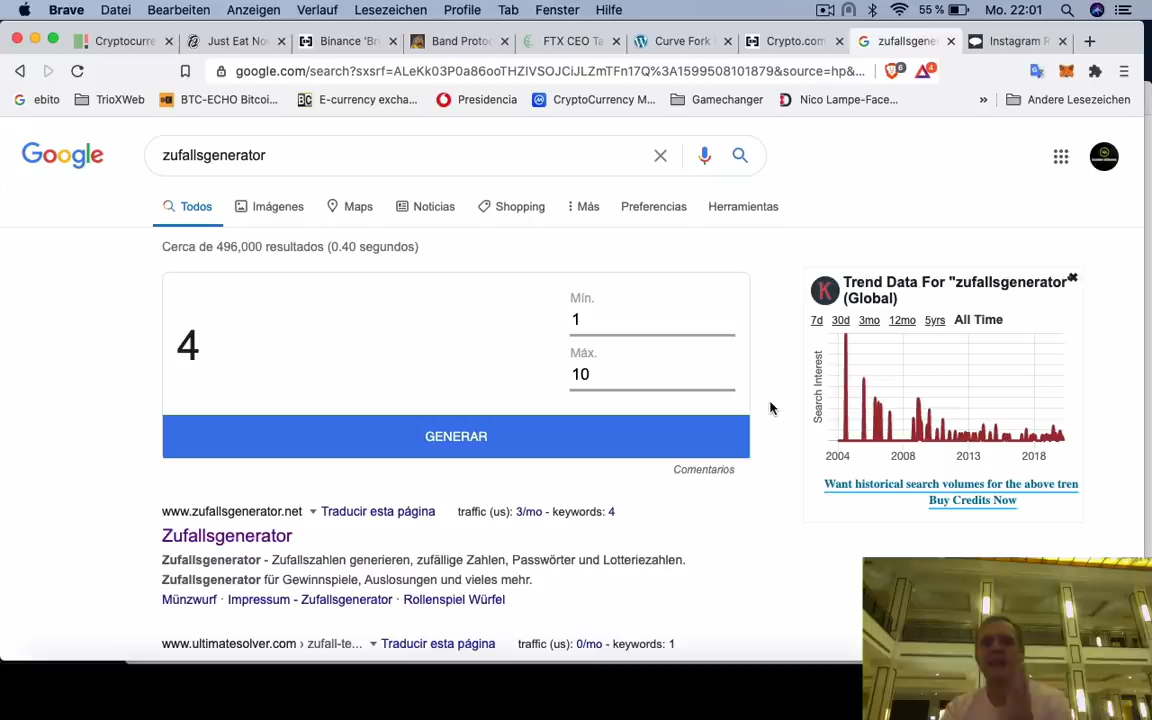 Brave Datei Bearbeiten Anzeigen Verlauf Lesezeichen Profile Tab Fenster Hilfe 55 % Mo. 22:01
Cryptocurre Just Eat No Binance 'Br Band Proto FTX CEO Ta Curve Fork Crypto.com zufallsgene Instagram R
google.com/search?sxsrf=ALeKk03P0a86ooTHZIVSOJCiJLZmTFn17Q%3A1599508101879&source=hp&... 6 4
ebito TrioXWeb BTC-ECHO Bitcoi... E-currency excha... Presidencia CryptoCurrency M... Gamechanger Nico Lampe-Face... » Andere Lesezeichen
Google zufallsgenerator
Todos Imágenes Maps Noticias Shopping Más Preferencias Herramientas
Cerca de 496,000 resultados (0.40 segundos)
4
Mín.
1
Máx.
10
GENERAR
Comentarios
Trend Data For "zufallsgenerator"
(Global)
7d 30d 3mo 12mo 5yrs All Time
Search Interest
2004 2008 2013 2018
Want historical search volumes for the above tren
Buy Credits Now
www.zufallsgenerator.net Traducir esta página traffic (us): 3/mo - keywords: 4
Zufallsgenerator
Zufallsgenerator - Zufallszahlen generieren, zufällige Zahlen, Passwörter und Lotteriezahlen.
Zufallsgenerator für Gewinnspiele, Auslosungen und vieles mehr.
Münzwurf · Impressum - Zufallsgenerator · Rollenspiel Würfel
www.ultimatesolver.com › zufall-te... Traducir esta página traffic (us): 0/mo - keywords: 1